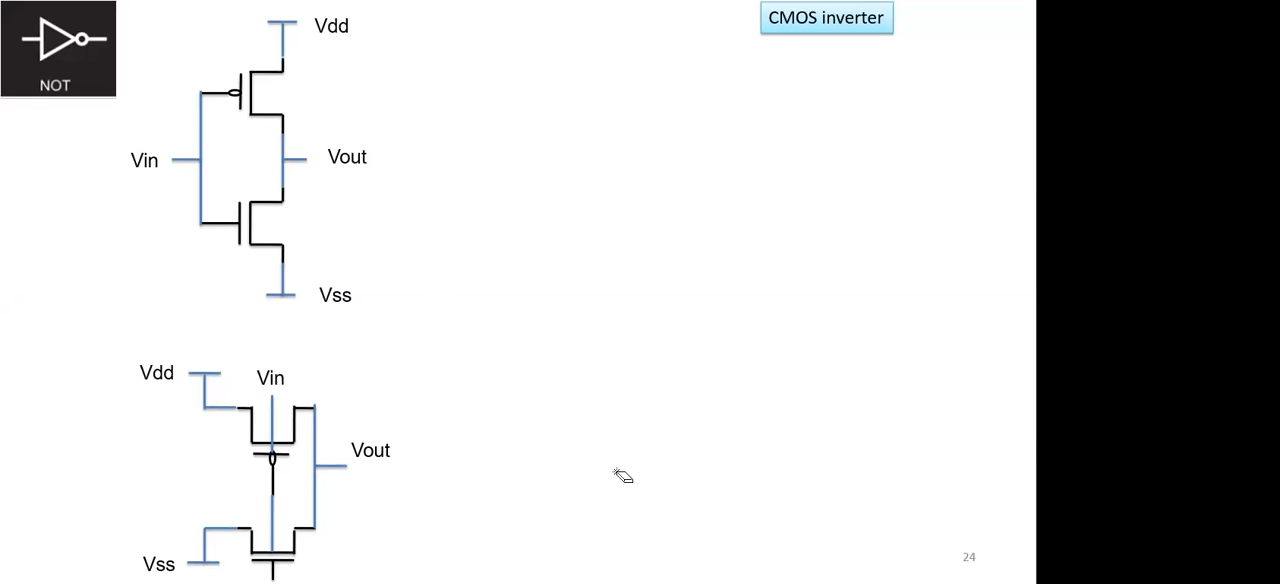 NOT
CMOS inverter
Vdd
Vin
Vout
Vss
Vdd
Vin
Vout
Vss
24